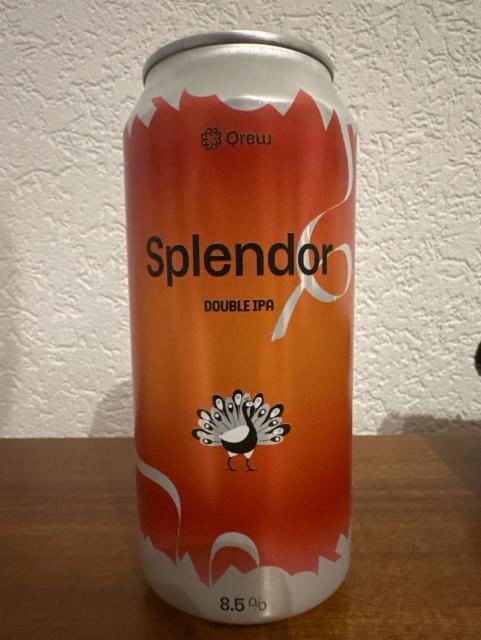 Qrew
Splendor
DOUBLE IPA
8.5%